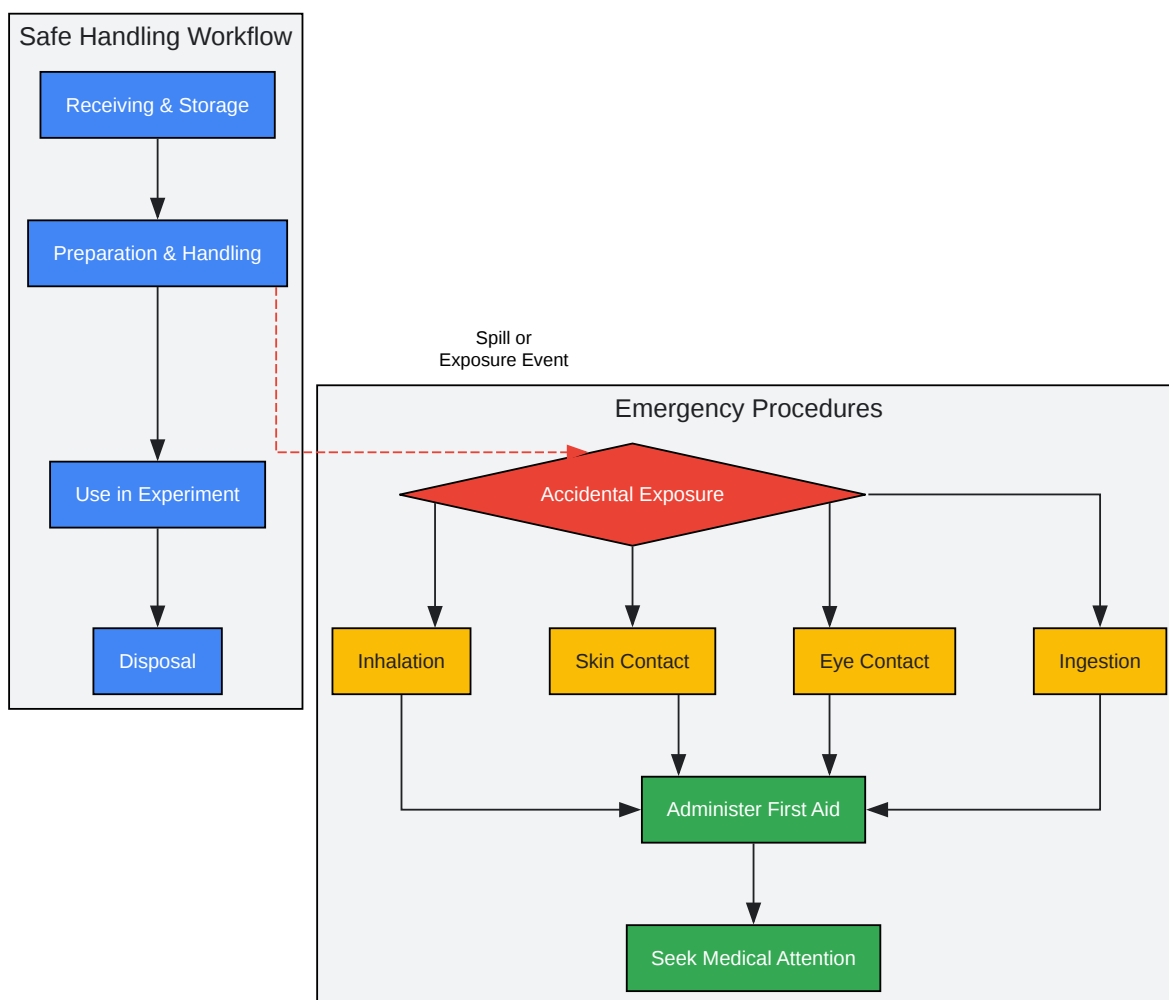 Safe Handling Workflow
Receiving & Storage
Preparation & Handling
Use in Experiment
Disposal
Spill or
Exposure Event
Emergency Procedures
Accidental Exposure
Inhalation
Skin Contact
Eye Contact
Ingestion
Administer First Aid
Seek Medical Attention